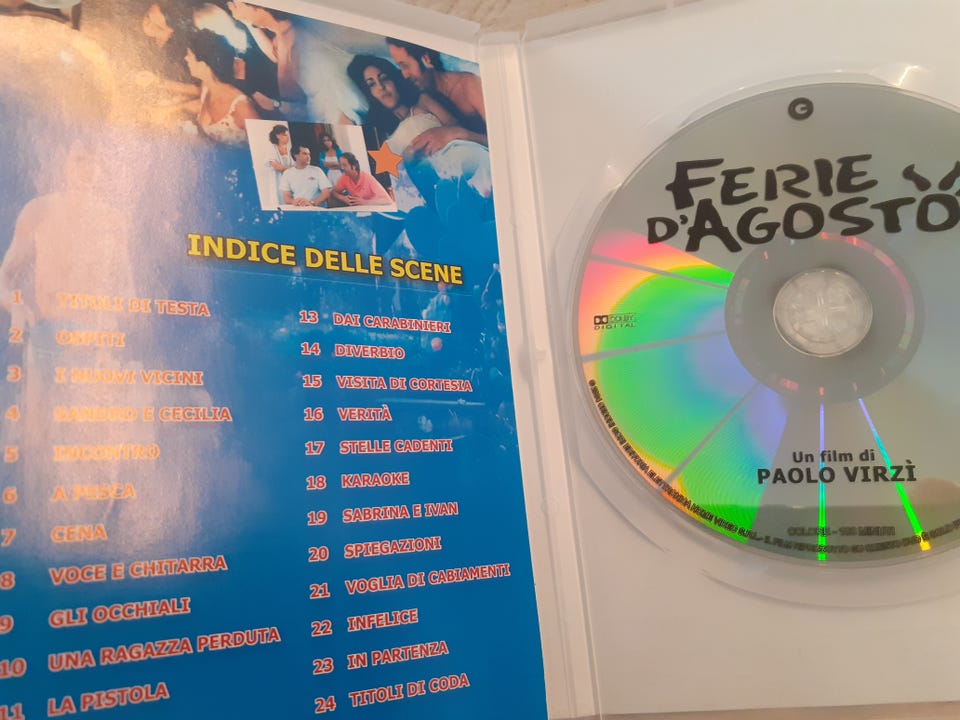 INDICE DELLE SCENE
1 TITOLI DI TESTA
2 OSPITI
3 I NUOVI VICINI
4 SANDRO E CECILIA
5 INCONTRO
6 A PESCA
7 CENA
8 VOCE E CHITARRA
9 GLI OCCHIALI
10 UNA RAGAZZA PERDUTA
11 LA PISTOLA
13 DAI CARABINIERI
14 DIVERBIO
15 VISITA DI CORTESIA
16 VERITÀ
17 STELLE CADENTI
18 KARAOKE
19 SABRINA E IVAN
20 SPIEGAZIONI
21 VOGLIA DI CABIAMENTI
22 INFELICE
23 IN PARTENZA
24 TITOLI DI CODA
G
FERIE
D'AGOSTO
DOLBY
DIGITAL
Un film di
PAOLO VIRZÌ
COLORE
MINUTI